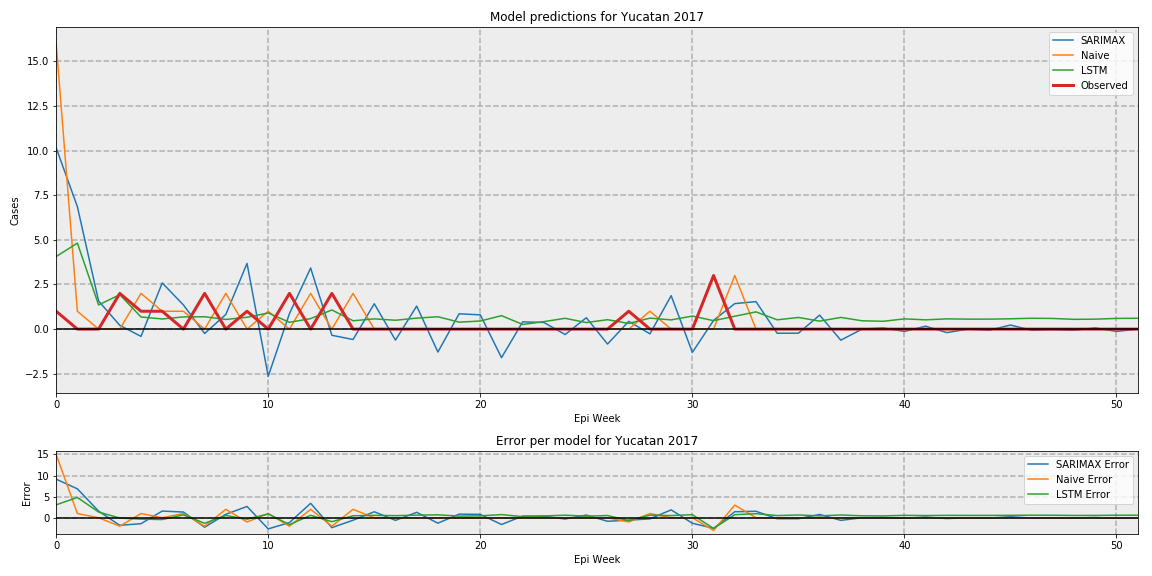 Model predictions for Yucatan 2017
SARIMAX
Naive
LSTM
Observed
15.0
12.5
10.0
7.5
5.0
2.5
0.0
−2.5
Cases
0 10 20 30 40 50
Epi Week
Error per model for Yucatan 2017
SARIMAX Error
Naive Error
LSTM Error
15
10
5
0
Error
0 10 20 30 40 50
Epi Week